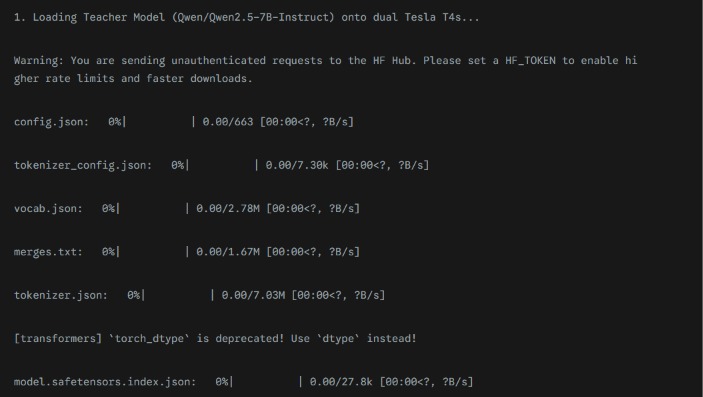 1. Loading Teacher Model (Qwen/Qwen2.5-7B-Instruct) onto dual Tesla T4s...
Warning: You are sending unauthenticated requests to the HF Hub. Please set a HF_TOKEN to enable hi
gher rate limits and faster downloads.
config.json:   0%|          | 0.00/663 [00:00<?, ?B/s]
tokenizer_config.json:   0%|          | 0.00/7.30k [00:00<?, ?B/s]
vocab.json:   0%|          | 0.00/2.78M [00:00<?, ?B/s]
merges.txt:   0%|          | 0.00/1.67M [00:00<?, ?B/s]
tokenizer.json:   0%|          | 0.00/7.03M [00:00<?, ?B/s]
[transformers] `torch_dtype` is deprecated! Use `dtype` instead!
model.safetensors.index.json:   0%|          | 0.00/27.8k [00:00<?, ?B/s]